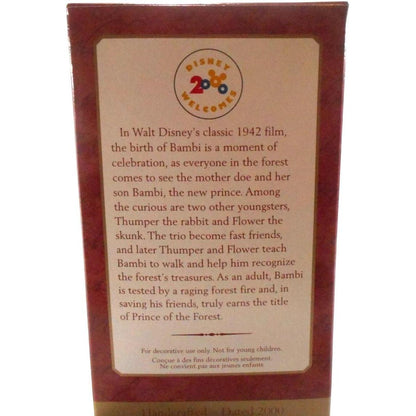 DISNEY
2000
WELCOMES
In Walt Disney's classic 1942 film,
the birth of Bambi is a moment of
celebration, as everyone in the forest
comes to see the mother doe and her
son Bambi, the new prince. Among
the curious are two other youngsters,
Thumper the rabbit and Flower the
skunk. The trio become fast friends,
and later Thumper and Flower teach
Bambi to walk and help him recognize
the forest's treasures. As an adult, Bambi
is tested by a raging forest fire and, in
saving his friends, truly earns the title
of Prince of the Forest.
For decorative use only. Not for young children.
Conçue à des fins décoratives seulement.
Ne convient pas aux jeunes enfants
Handcrafted Dated 2000